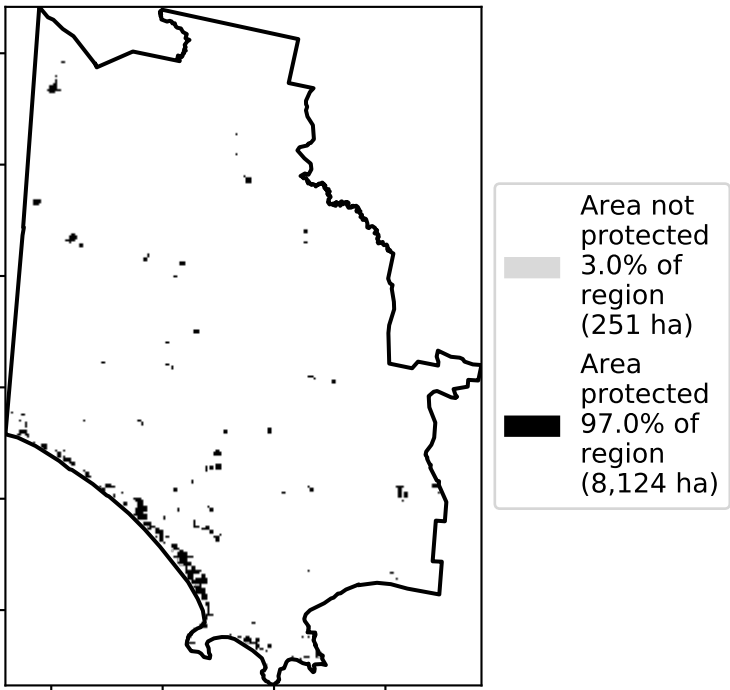 Area not
protected
3.0% of
region
(251 ha)
Area
protected
97.0% of
region
(8,124 ha)